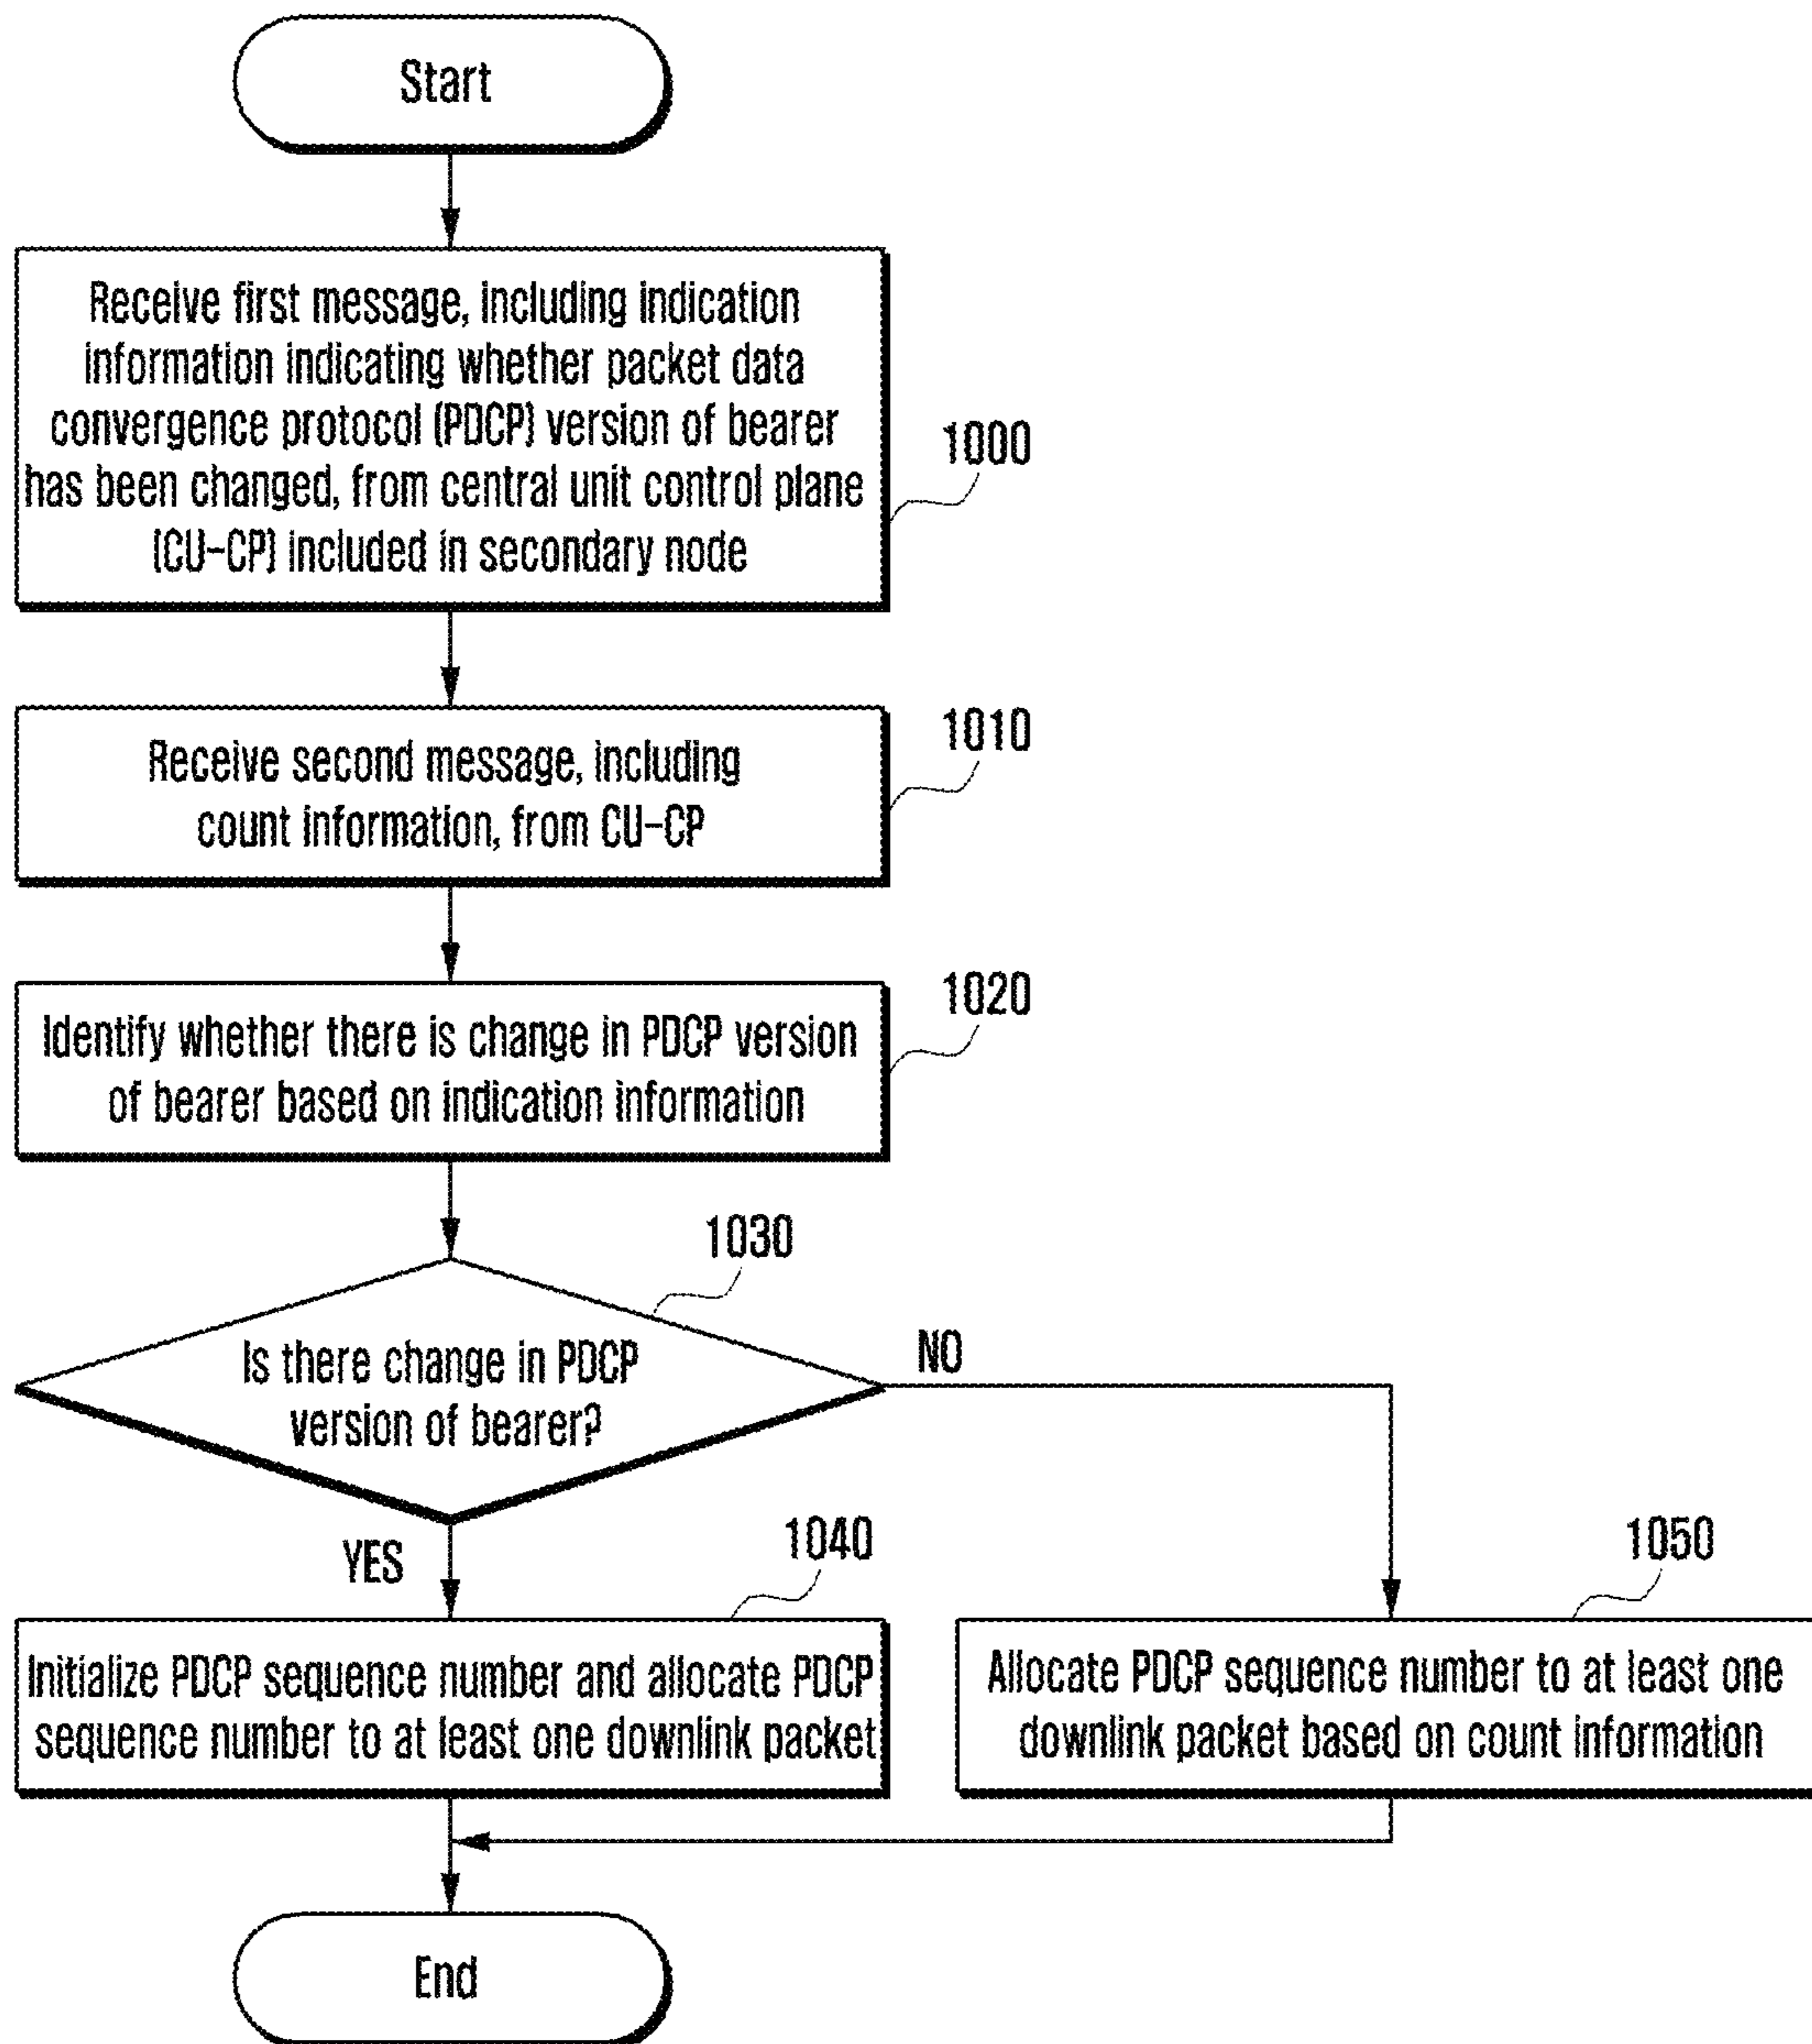 Start
Receive first message, including indication
information indicating whether packet data
convergence protocol (PDCP) version of bearer
has been changed, from central unit control plane
(CU-CP) included in secondary node
1000
Receive second message, including
count information, from CU-CP
1010
Identify whether there is change in PDCP version
of bearer based on indication information
1020
1030
Is there change in PDCP
version of bearer?
NO
YES
1040
Initialize PDCP sequence number and allocate PDCP
sequence number to at least one downlink packet
1050
Allocate PDCP sequence number to at least one
downlink packet based on count information
End